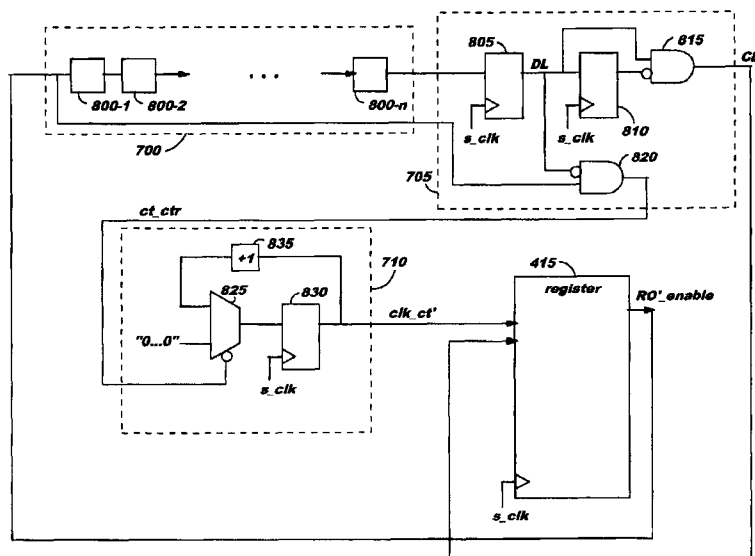 805
815
DL
CL
800-1
800-2
. . .
800-n
s_clk
s_clk
810
700
820
705
ct_ctr
835
710
+1
415
825
830
register
RO'_enable
clk_ct'
"0...0"
s_clk
s_clk